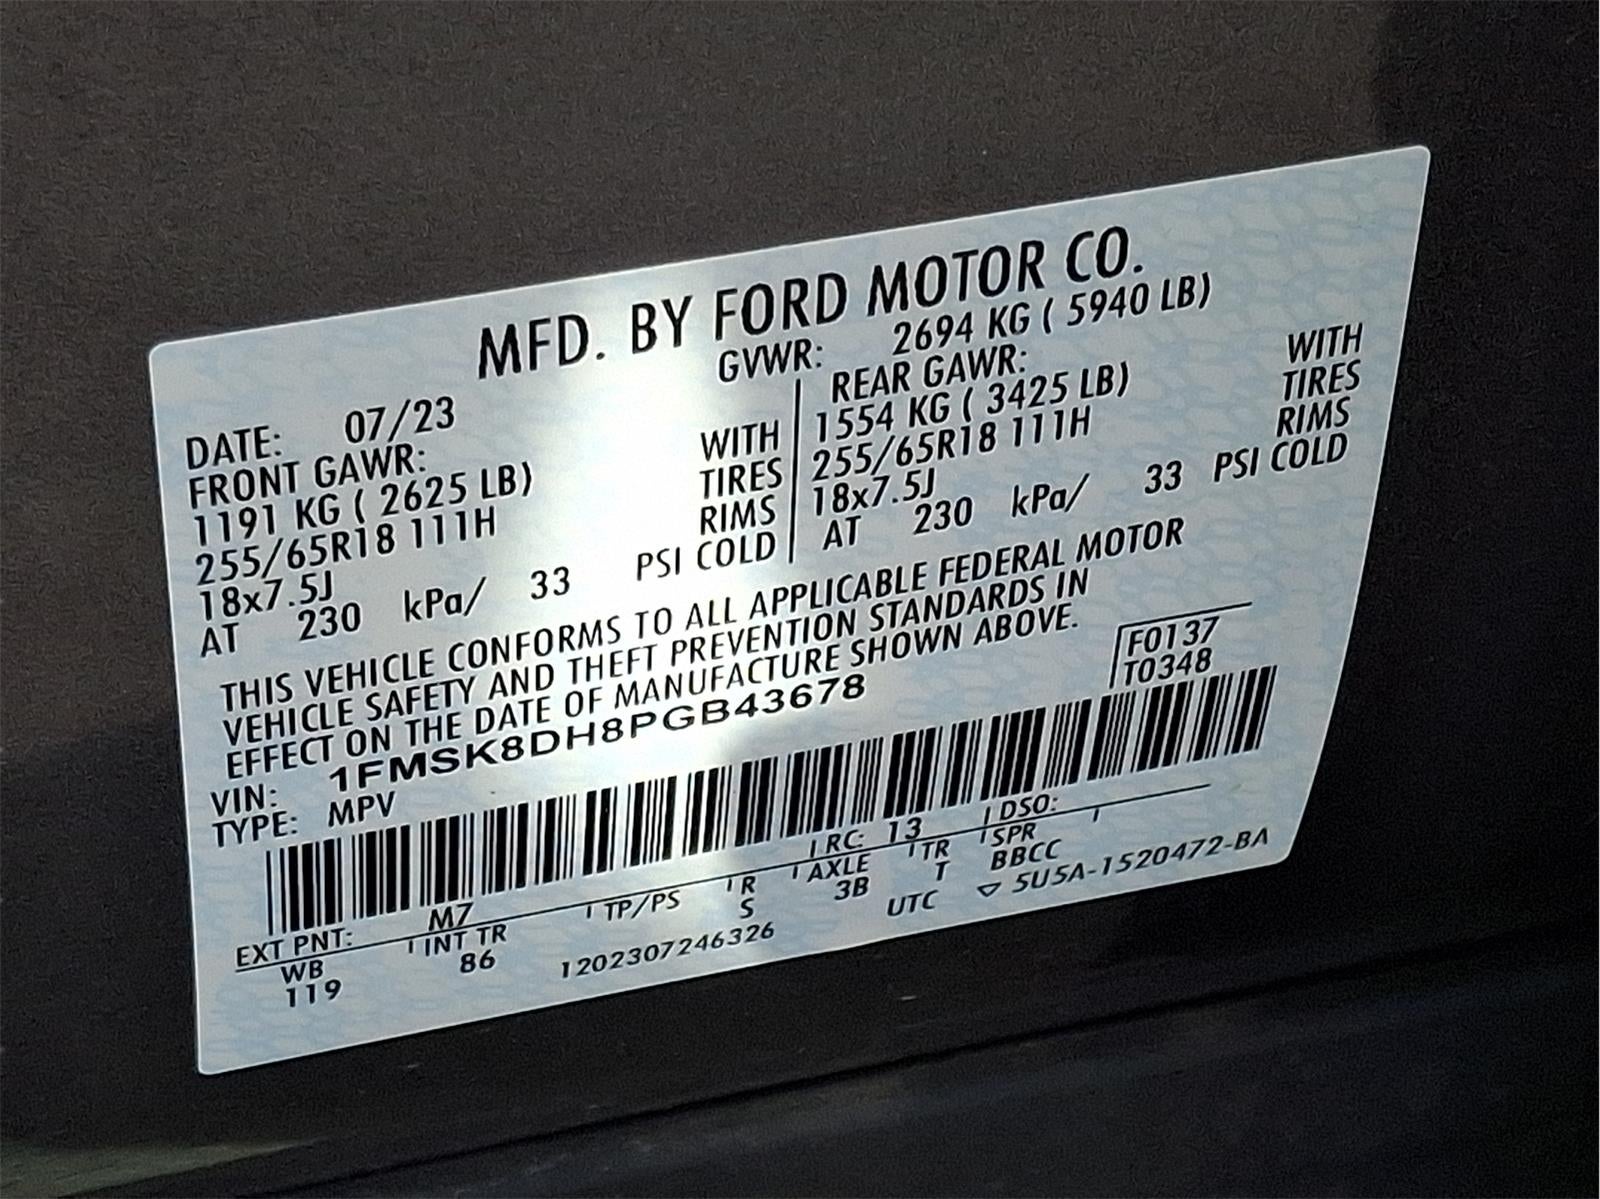 MFD. BY FORD MOTOR CO.
DATE: 07/23 GVWR: 2694 KG ( 5940 LB)
FRONT GAWR: REAR GAWR:
1191 KG ( 2625 LB) WITH 1554 KG ( 3425 LB) WITH
255/65R18 111H TIRES 255/65R18 111H TIRES
18x7.5J RIMS 18x7.5J RIMS
AT 230 kPa/ 33 PSI COLD AT 230 kPa/ 33 PSI COLD
THIS VEHICLE CONFORMS TO ALL APPLICABLE FEDERAL MOTOR
VEHICLE SAFETY AND THEFT PREVENTION STANDARDS IN
EFFECT ON THE DATE OF MANUFACTURE SHOWN ABOVE.
F0137
T0348
VIN: 1FMSK8DH8PGB43678
TYPE: MPV
EXT PNT: M7 RC: 13 DSO:
WB INT TR TP/PS R AXLE TR SPR
119 86 S 3B T BBCC
1202307246326 UTC ▽ 5U5A-1520472-BA